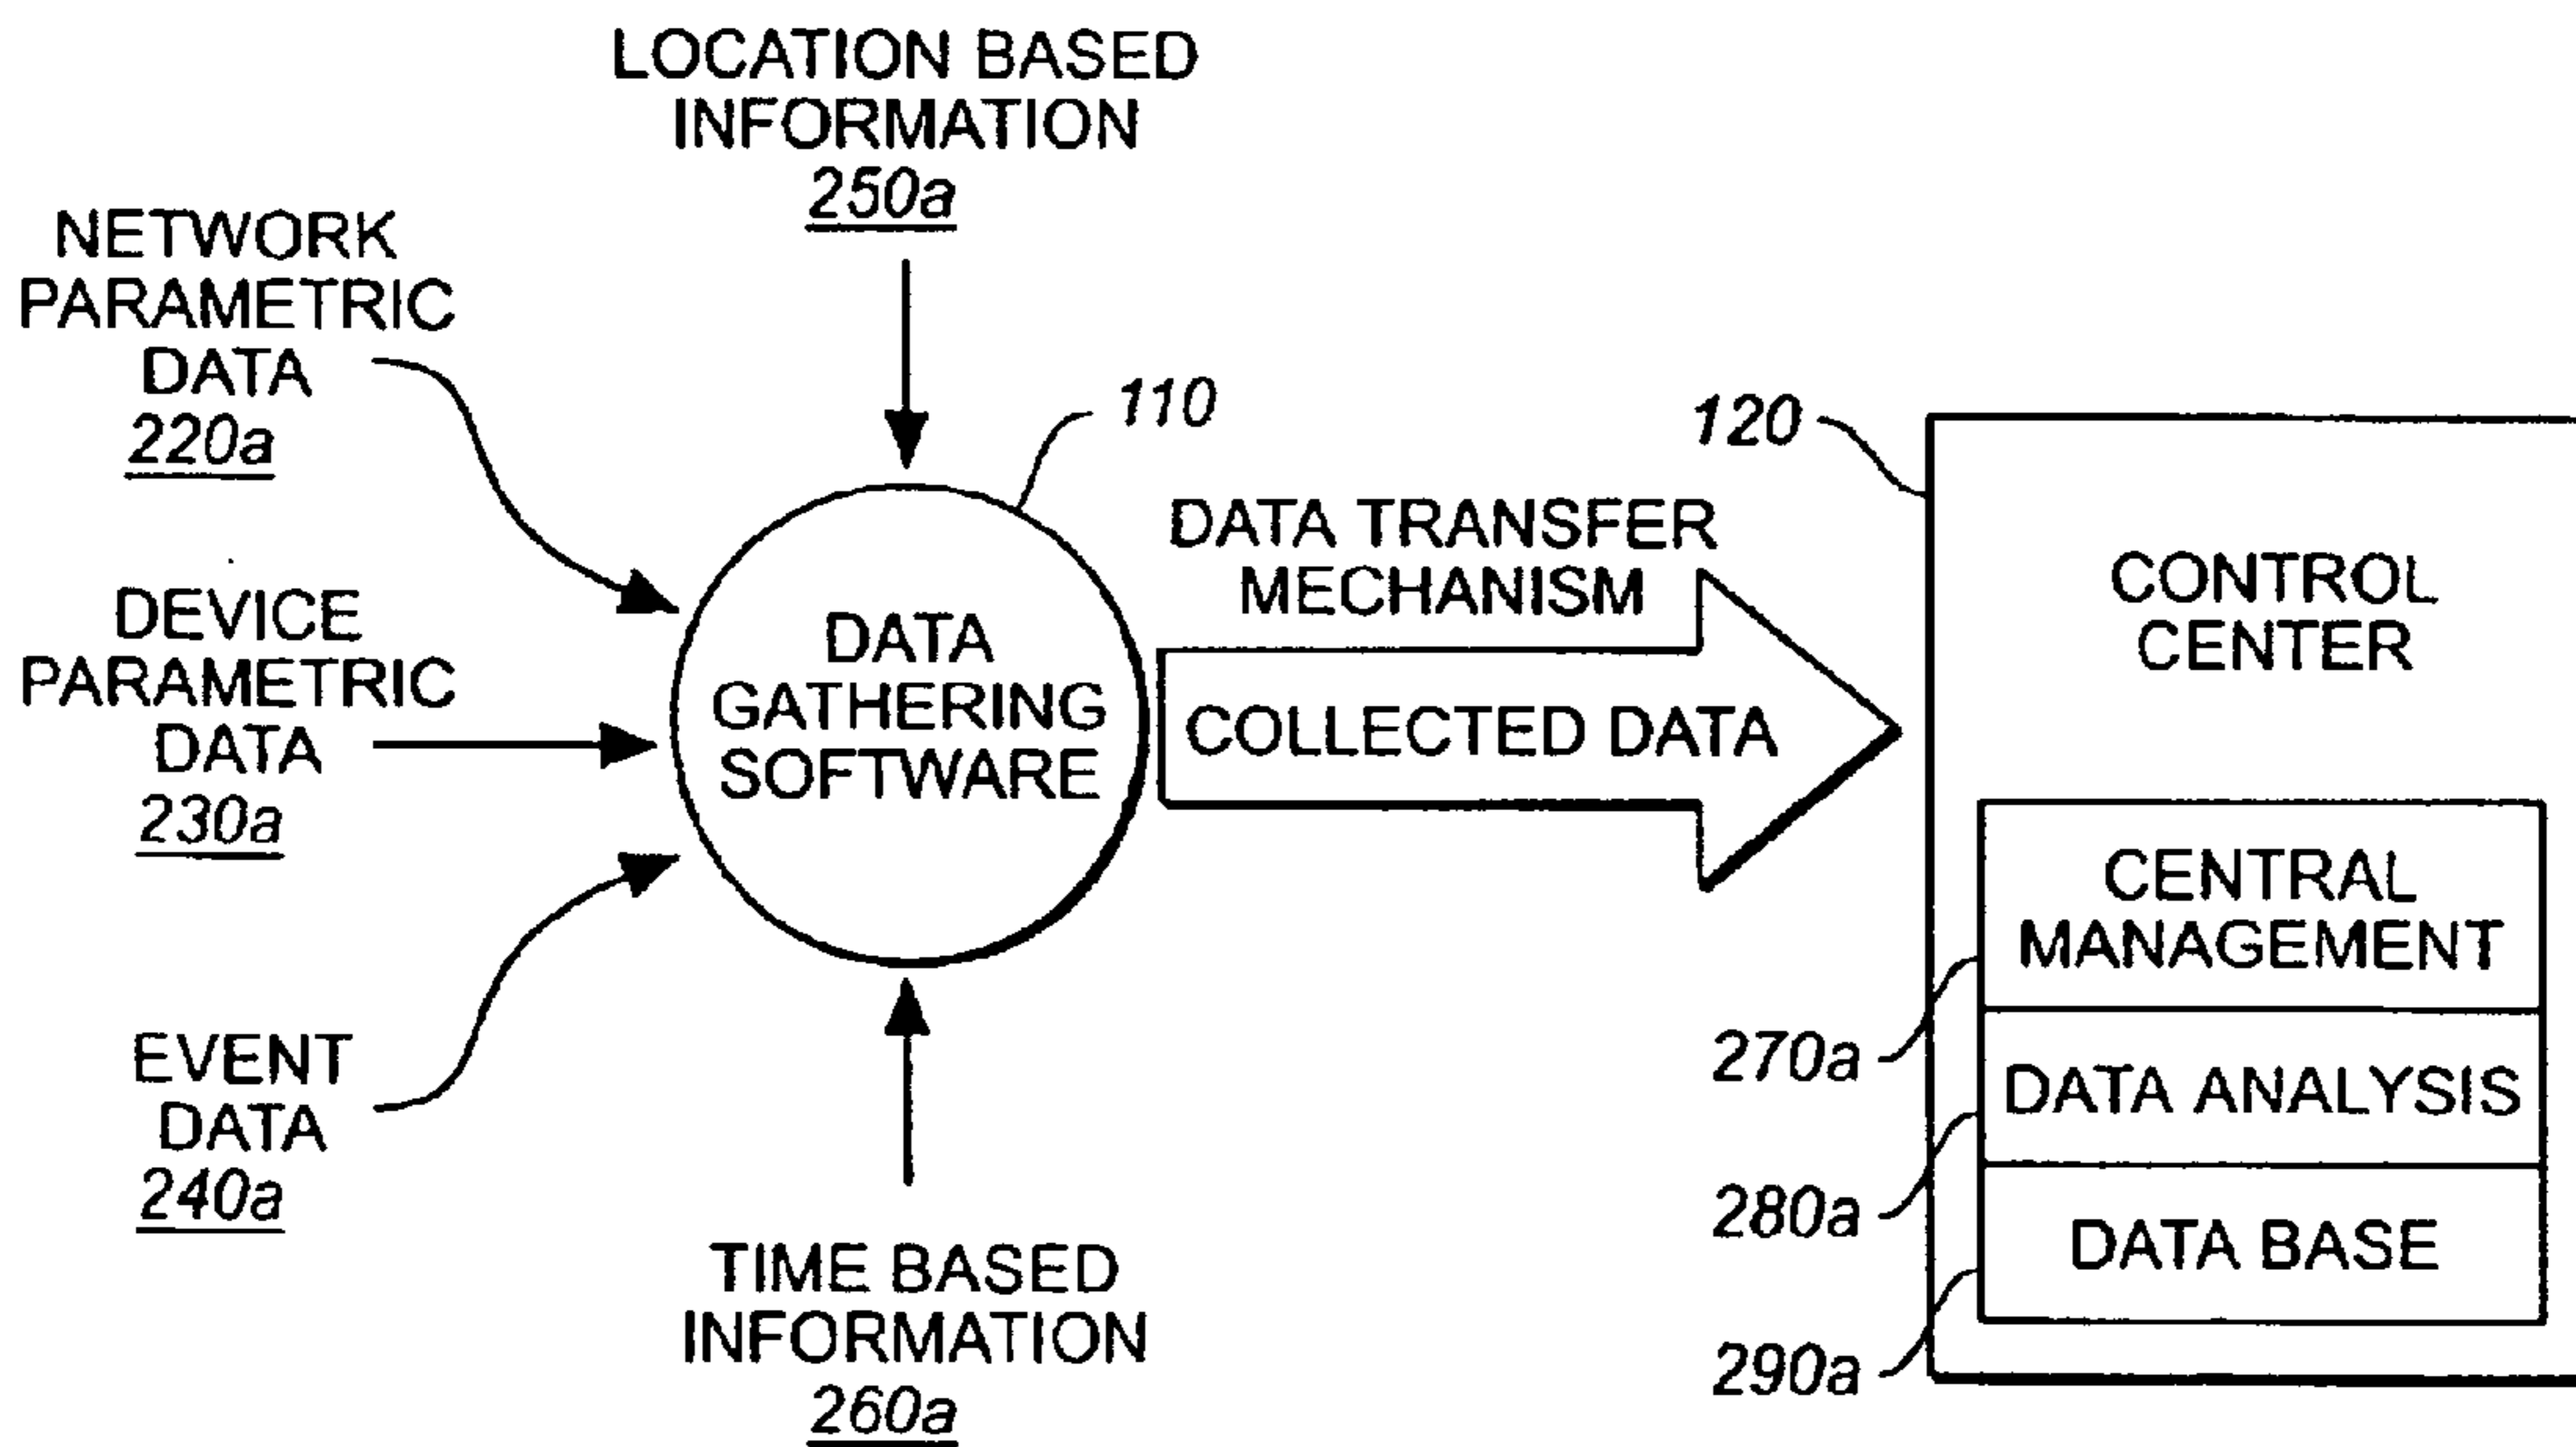 LOCATION BASED
INFORMATION
250a
NETWORK
PARAMETRIC
DATA
220a
110
120
DATA TRANSFER
MECHANISM
CONTROL
CENTER
DEVICE
PARAMETRIC
DATA
230a
DATA
GATHERING
SOFTWARE
COLLECTED DATA
CENTRAL
MANAGEMENT
270a
DATA ANALYSIS
280a
DATA BASE
290a
EVENT
DATA
240a
TIME BASED
INFORMATION
260a